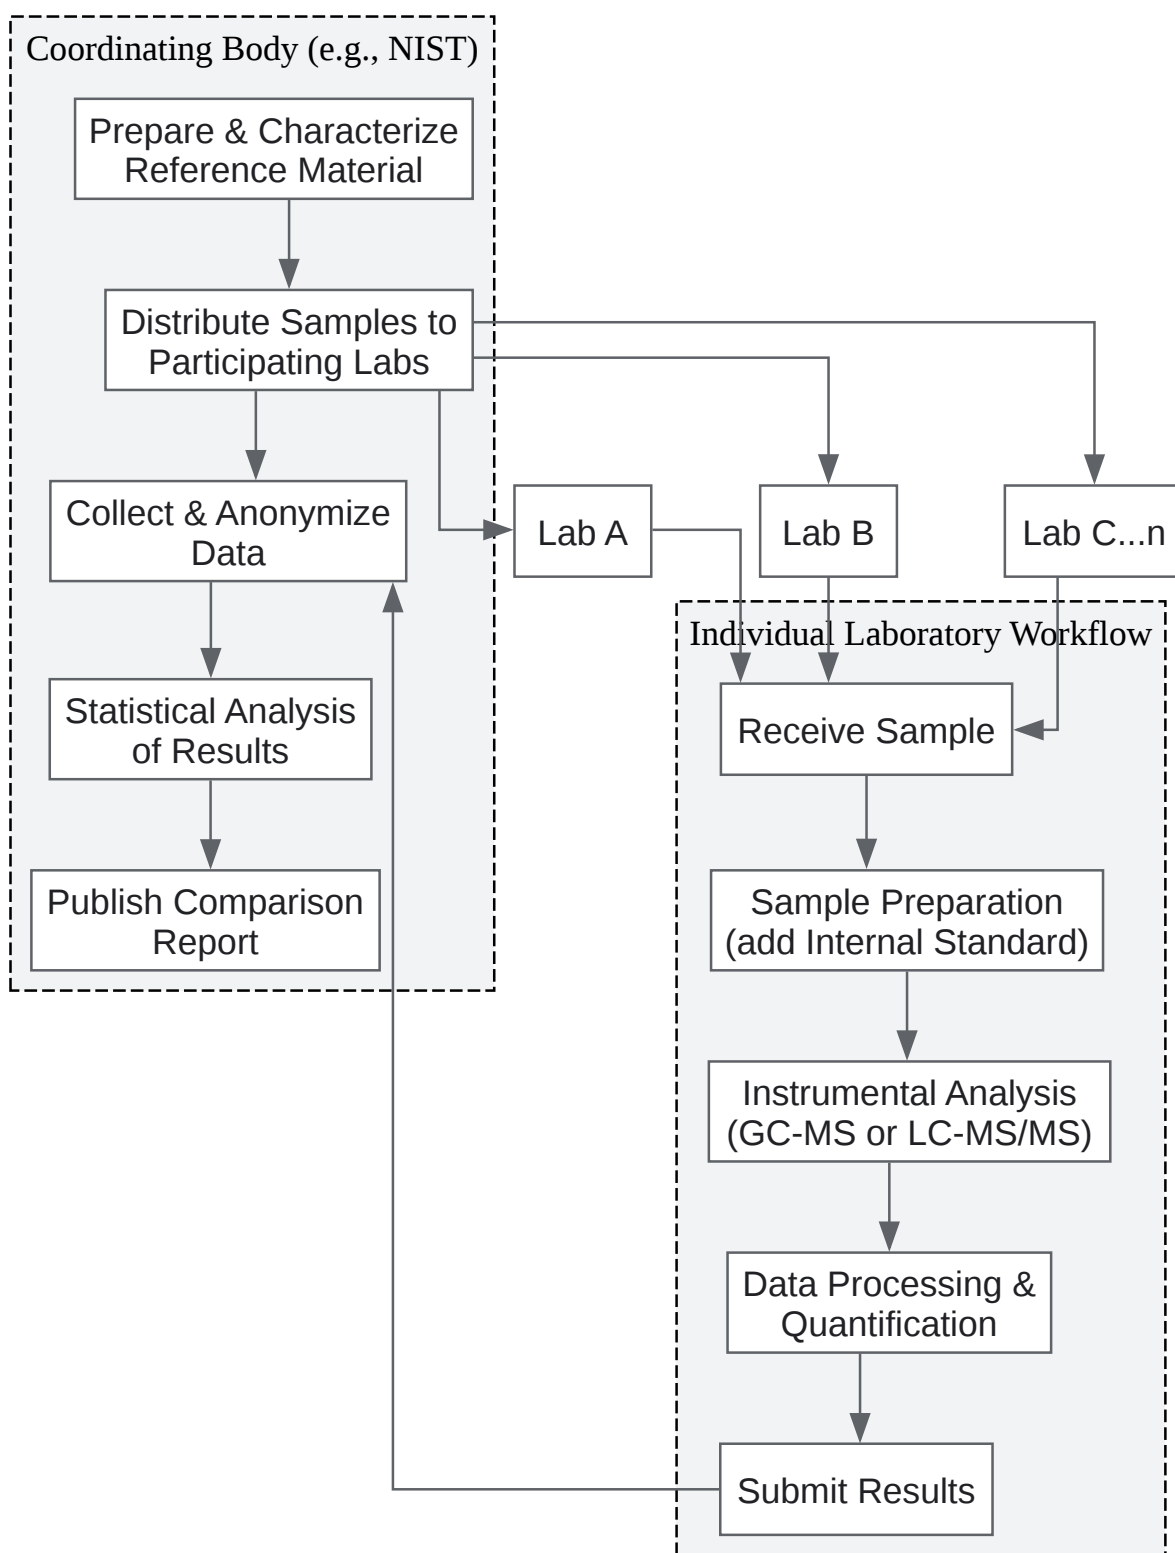 Coordinating Body (e.g., NIST)
Prepare & Characterize
Reference Material
Distribute Samples to
Participating Labs
Collect & Anonymize
Data
Lab A
Lab B
Lab C...n
Individual Laboratory Workflow
Statistical Analysis
of Results
Receive Sample
Publish Comparison
Report
Sample Preparation
(add Internal Standard)
Instrumental Analysis
(GC-MS or LC-MS/MS)
Data Processing &
Quantification
Submit Results